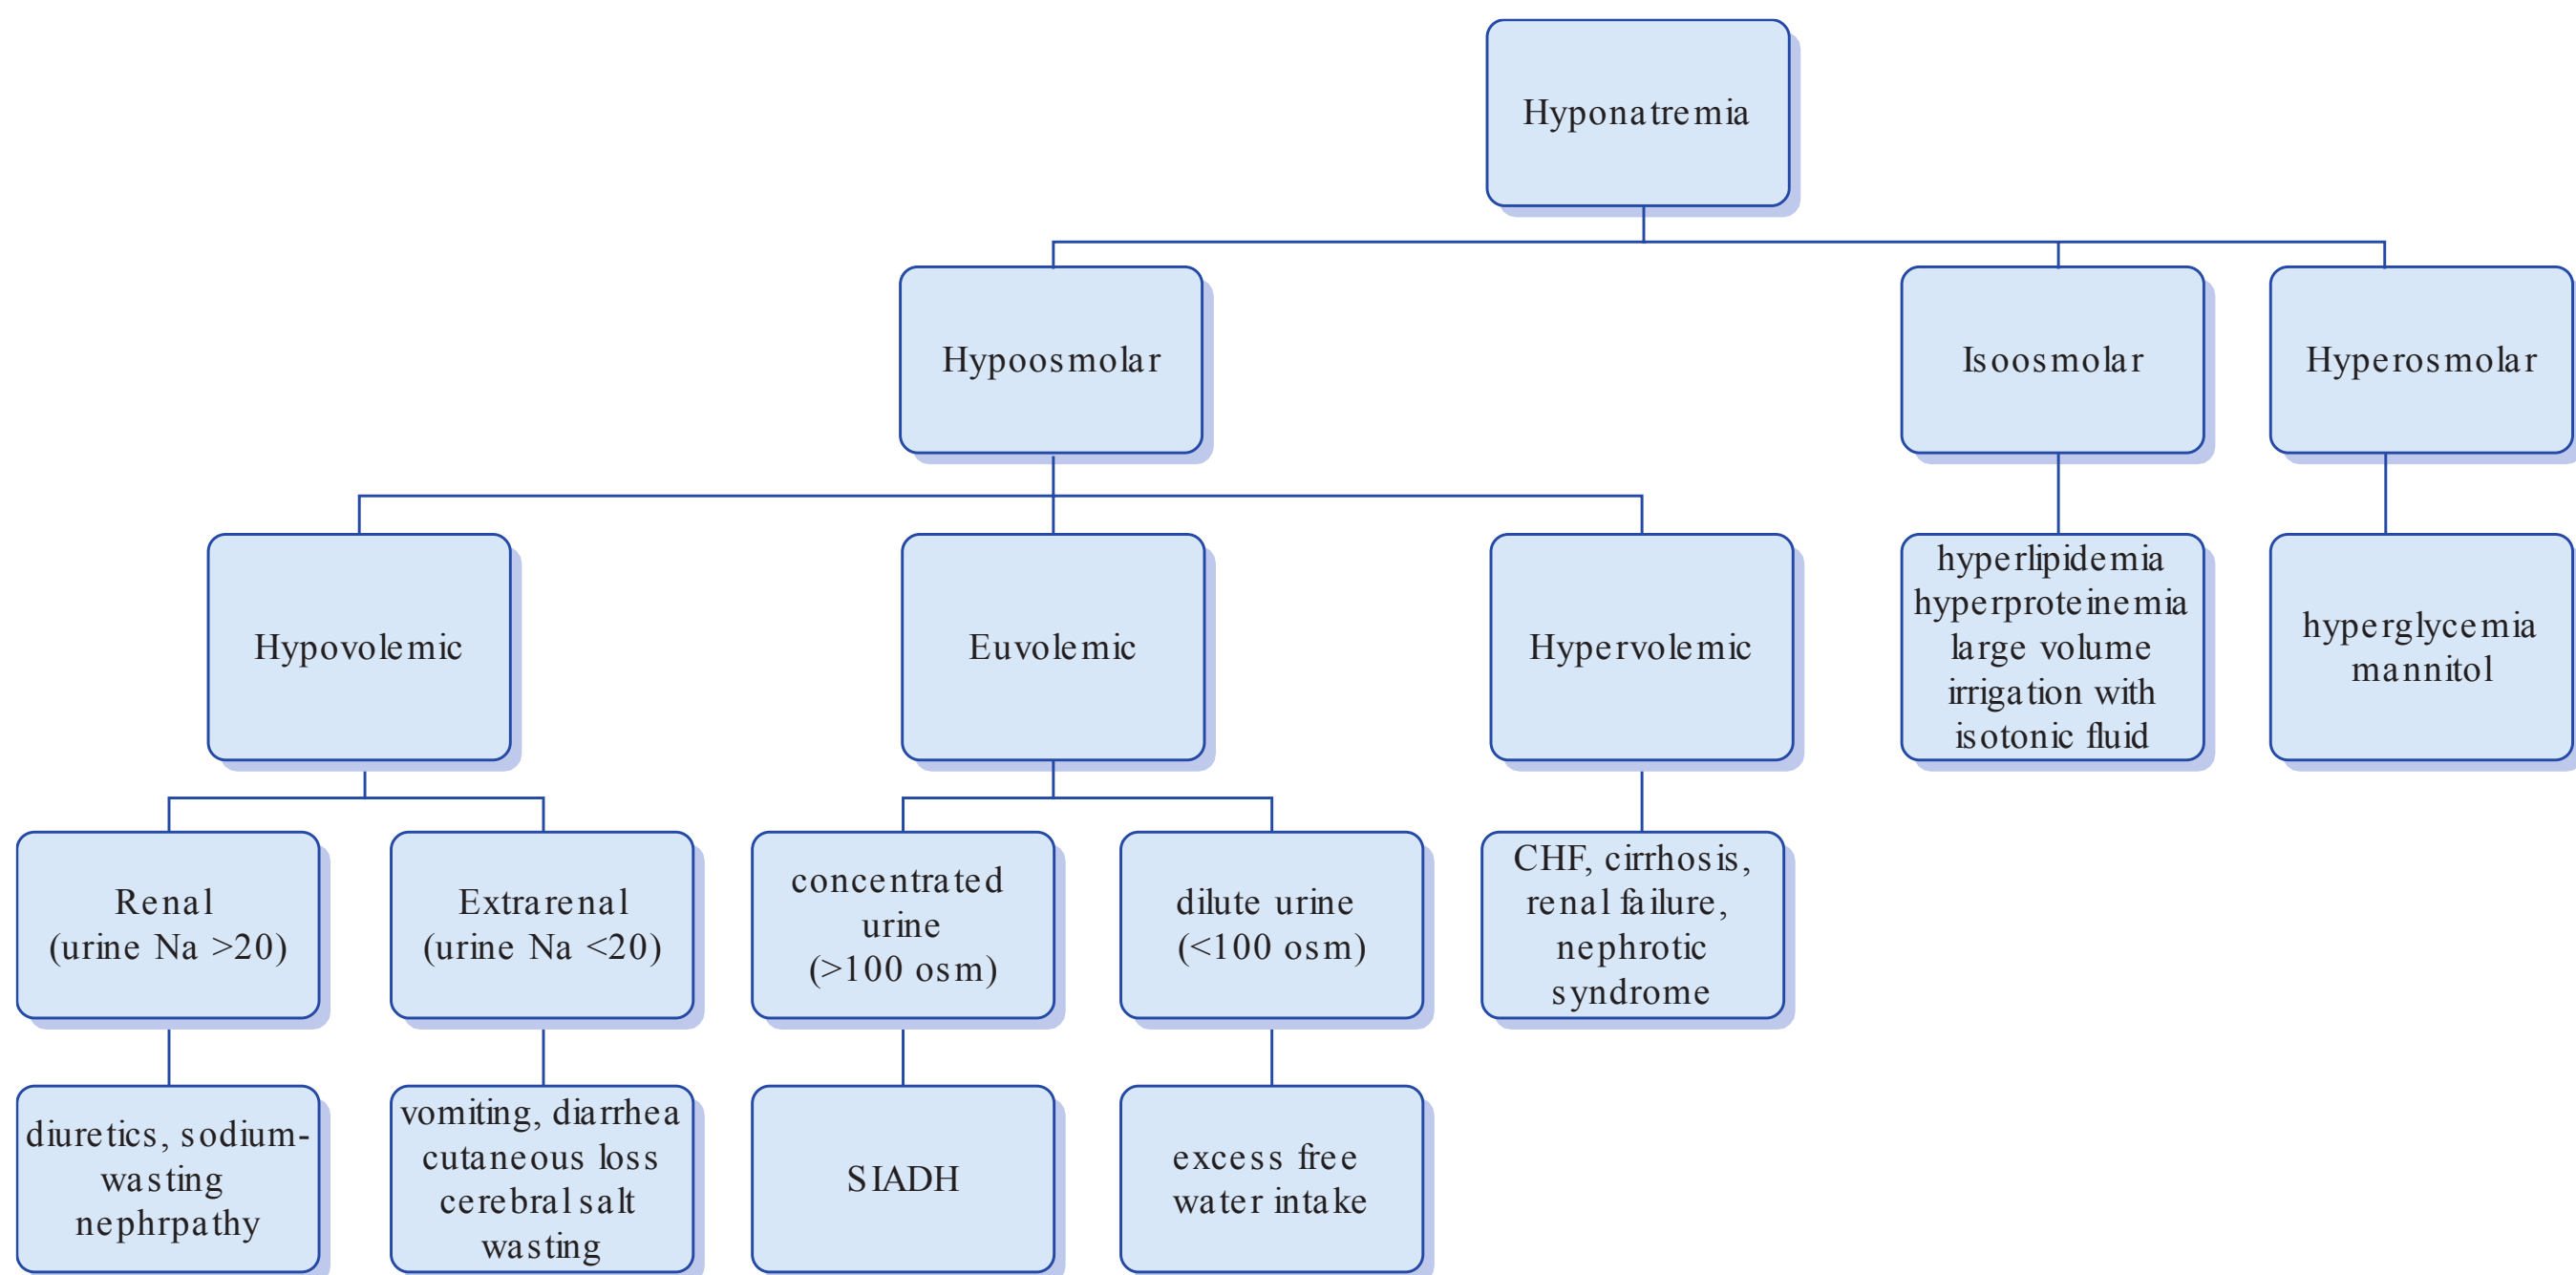 Hyponatremia
Hypoosmolar
Isoosmolar
Hyperosmolar
Hypovolemic
Euvolemic
Hypervolemic
hyperlipidemia
hyperproteinemia
large volume
irrigation with
isotonic fluid
hyperglycemia
mannitol
Renal
(urine Na >20)
Extrarenal
(urine Na <20)
concentrated
urine
(>100 osm)
dilute urine
(<100 osm)
CHF, cirrhosis,
renal failure,
nephrotic
syndrome
diuretics, sodium-
wasting
nephrpathy
vomiting, diarrhea
cutaneous loss
cerebral salt
wasting
SIADH
excess free
water intake